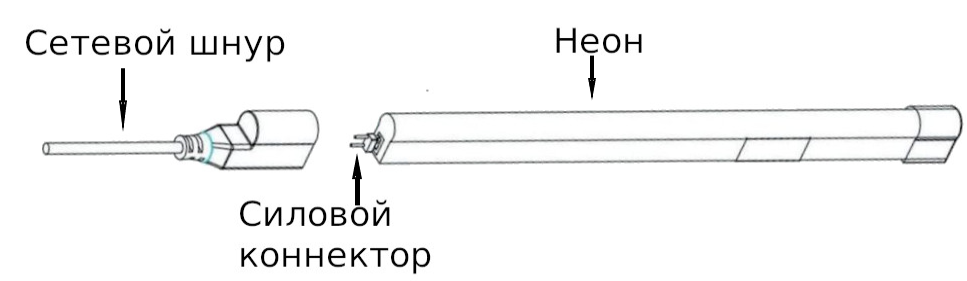 Сетевой шнур
Неон
Силовой
коннектор